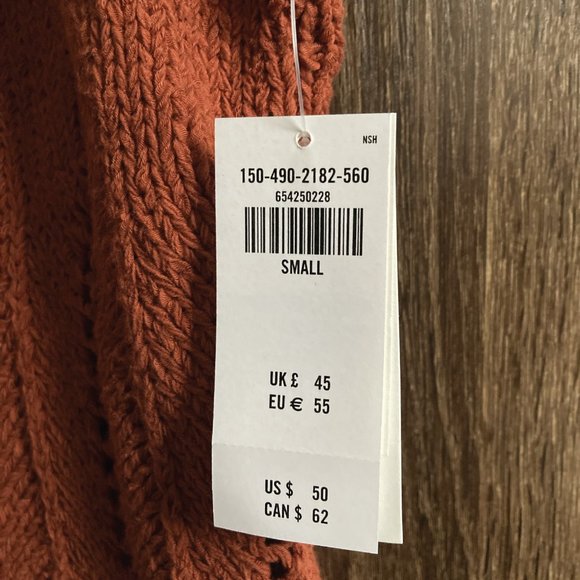 NSH
150-490-2182-560
654250228
SMALL
UK £ 45
EU € 55
US $ 50
CAN $ 62